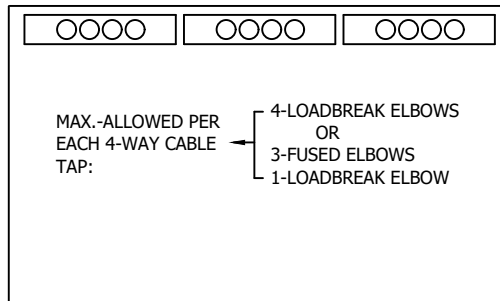 MAX.-ALLOWED PER
EACH 4-WAY CABLE
TAP:
4-LOADBREAK ELBOWS
OR
3-FUSED ELBOWS
1-LOADBREAK ELBOW